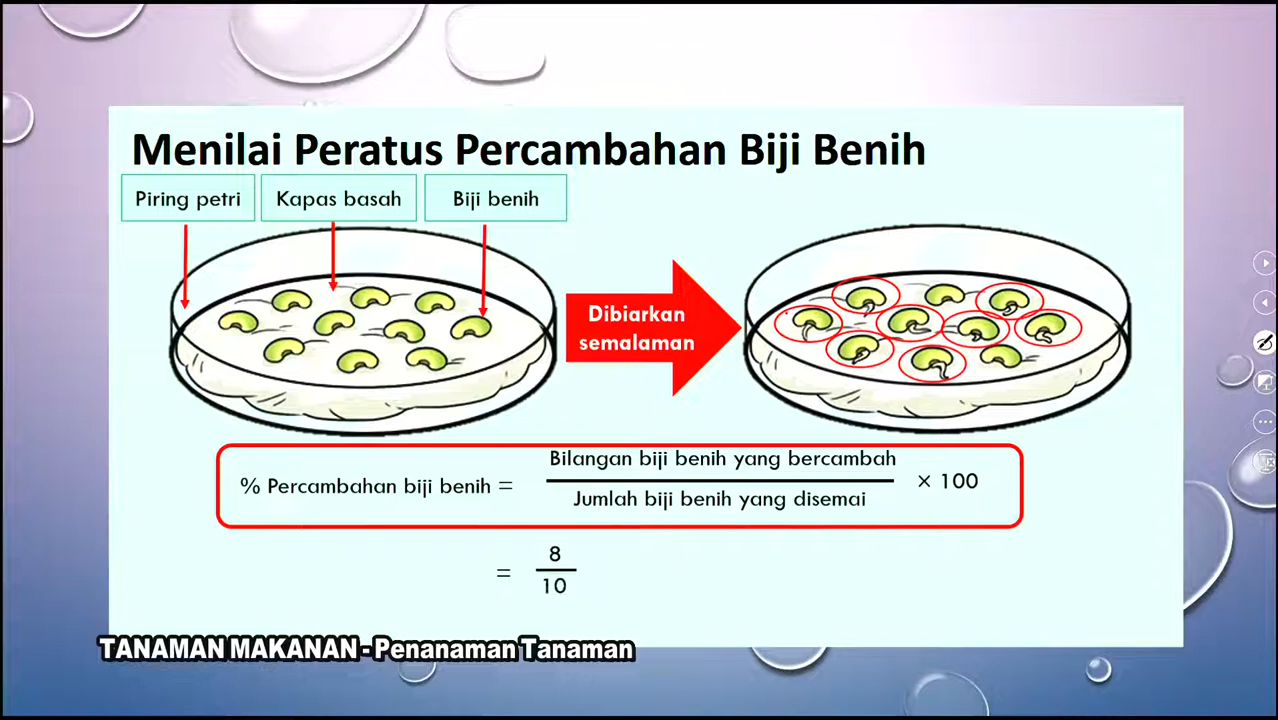 Menilai Peratus Percambahan Biji Benih
Piring petri
Kapas basah
Biji benih
Dibiarkan
semalaman
Bilangan biji benih yang bercambah
% Percambahan biji benih =
× 100
Jumlah biji benih yang disemai
8
=
10
TANAMAN MAKANAN - Penanaman Tanaman